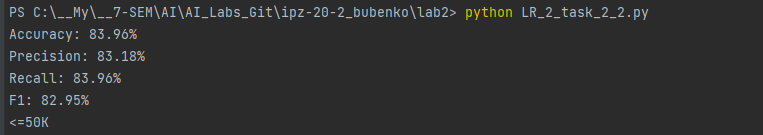 PS C:\__My\__7-SEM\AI\AI_Labs_Git\ipz-20-2_bubenko\lab2> python LR_2_task_2_2.py
Accuracy: 83.96%
Precision: 83.18%
Recall: 83.96%
F1: 82.95%
<=50K